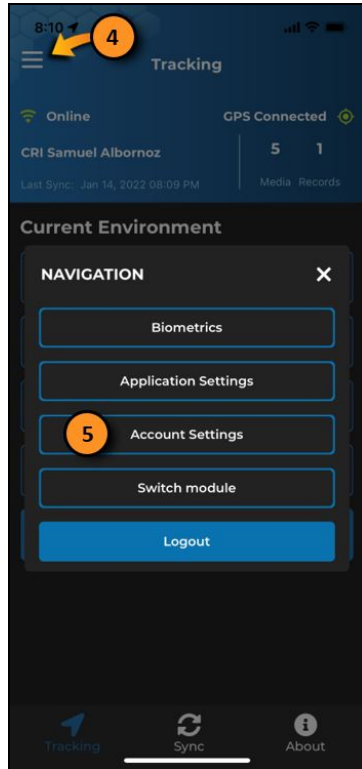 8:10
4
Tracking
Online
GPS Connected
CRI Samuel Albornoz
5 1
Last Sync: Jan 14, 2022 08:09 PM
Media Records
Current Environment
NAVIGATION
Biometrics
Application Settings
5
Account Settings
Switch module
Logout
Tracking
Sync
About